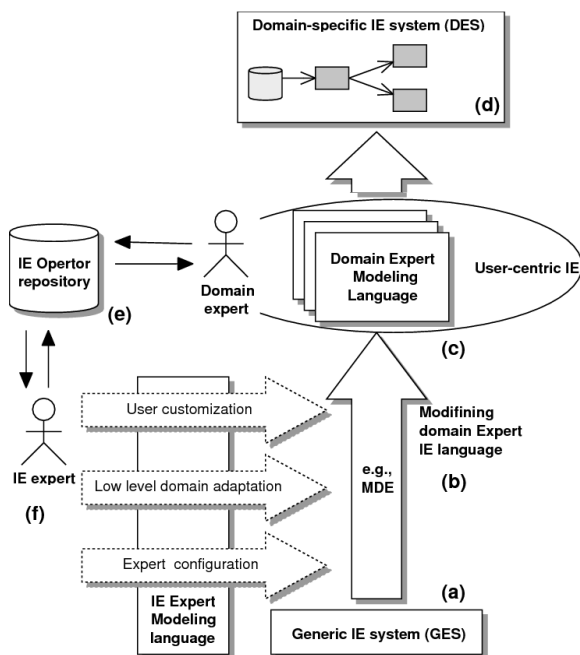 Domain-specific IE system (DES)
(d)
IE Opertor
repository
(e)
Domain
expert
Domain Expert
Modeling
Language
User-centric IE
(c)
IE expert
(f)
User customization
Low level domain adaptation
Expert configuration
IE Expert
Modeling
language
e.g.,
MDE
Modifining
domain Expert
IE language
(b)
(a)
Generic IE system (GES)